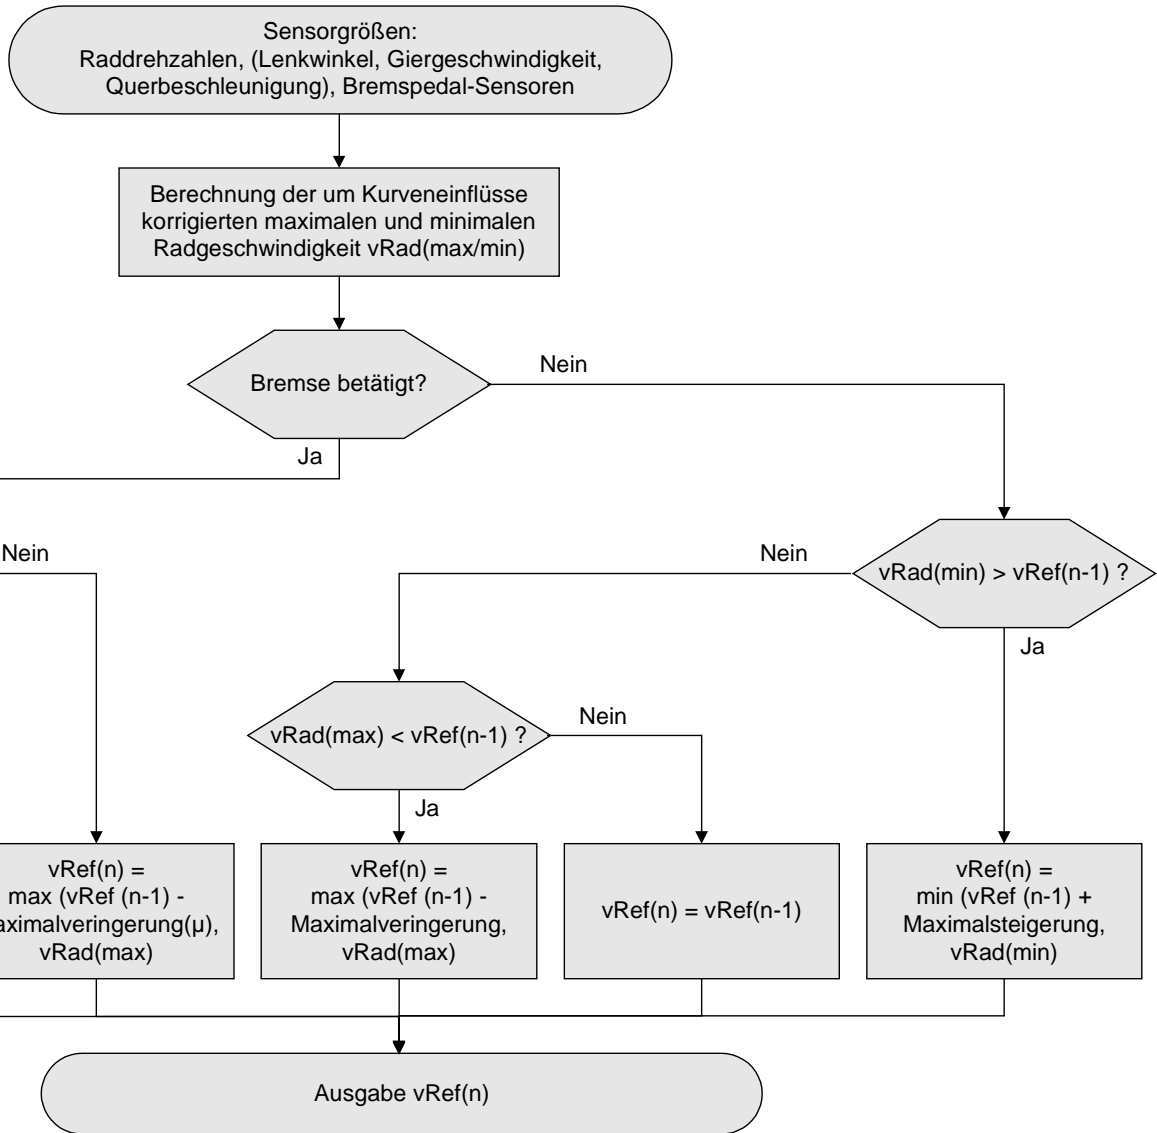 Sensorgrößen:
Raddrehzahlen, (Lenkwinkel, Giergeschwindigkeit,
Querbeschleunigung), Bremspedal-Sensoren
Berechnung der um Kurveneinflüsse
korrigierten maximalen und minimalen
Radgeschwindigkeit vRad(max/min)
Bremse betätigt?
Nein
Ja
Nein
Nein
vRad(min) > vRef(n-1) ?
Ja
vRad(max) < vRef(n-1) ?
Nein
Ja
vRef(n) =
max (vRef (n-1) -
aximalveringerung(µ),
vRad(max)
vRef(n) =
max (vRef (n-1) -
Maximalveringerung,
vRad(max)
vRef(n) = vRef(n-1)
vRef(n) =
min (vRef (n-1) +
Maximalsteigerung,
vRad(min)
Ausgabe vRef(n)